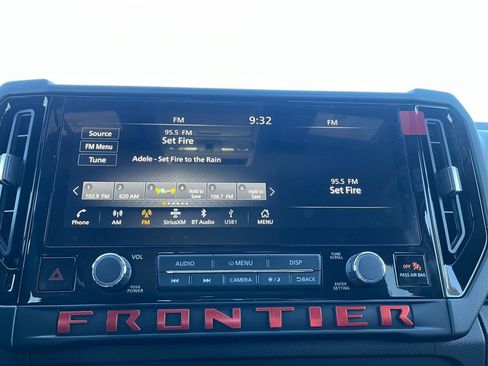 FM 9:32 FM
Source
FM Menu
Tune
95.5 FM
Set Fire
Adele - Set Fire to the Rain
95.5 FM
Set Fire
1 2 3 4 5 6
102.9 FM 620 AM Hold to Save 106.7 FM Hold to Save
Phone AM FM SiriusXM BT Audio USB1 MENU
VOL AUDIO MENU DISP TUNE SCROLL
CAMERA BACK
PUSH POWER ENTER SETTING PASS AIR BAG
FRONTIER